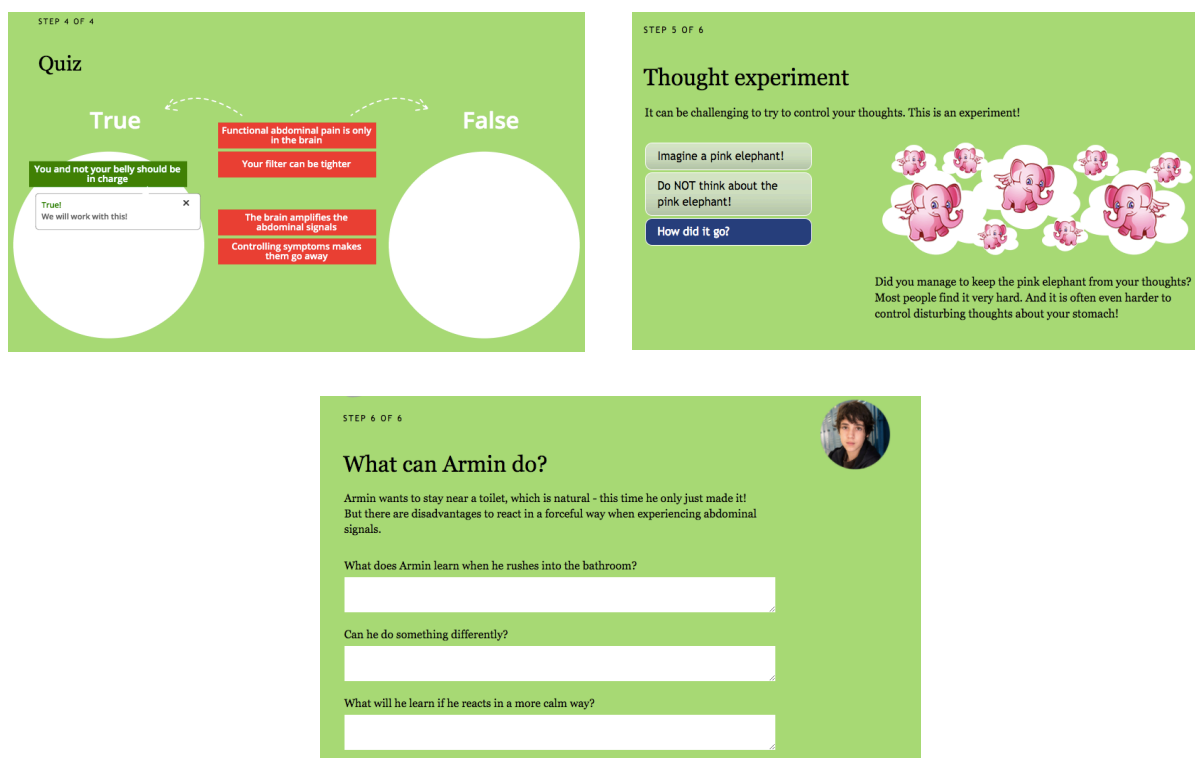 STEP 4 OF 4
Quiz
True
False
Functional abdominal pain is only
in the brain
Your filter can be tighter
You and not your belly should be
in charge
True!
We will work with this!
×
The brain amplifies the
abdominal signals
Controlling symptoms makes
them go away
STEP 5 OF 6
Thought experiment
It can be challenging to try to control your thoughts. This is an experiment!
Imagine a pink elephant!
Do NOT think about the
pink elephant!
How did it go?
Did you manage to keep the pink elephant from your thoughts?
Most people find it very hard. And it is often even harder to
control disturbing thoughts about your stomach!
STEP 6 OF 6
What can Armin do?
Armin wants to stay near a toilet, which is natural - this time he only just made it!
But there are disadvantages to react in a forceful way when experiencing abdominal
signals.
What does Armin learn when he rushes into the bathroom?
Can he do something differently?
What will he learn if he reacts in a more calm way?